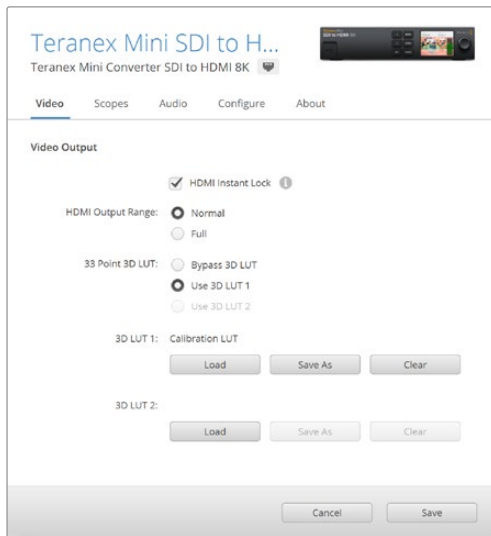 Teranex Mini SDI to H...
Teranex Mini Converter SDI to HDMI 8K
Video Scopes Audio Configure About
Video Output
HDMI Instant Lock
HDMI Output Range: Normal
Full
33 Point 3D LUT: Bypass 3D LUT
Use 3D LUT 1
Use 3D LUT 2
3D LUT 1: Calibration LUT
Load Save As Clear
3D LUT 2:
Load Save As Clear
Cancel Save